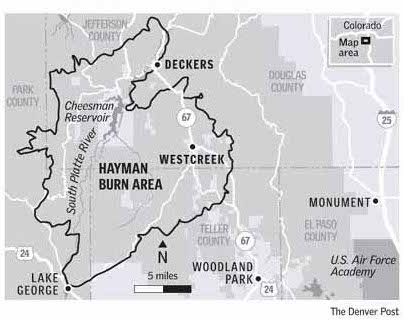 JEFFERSON
COUNTY
Colorado
Map
area
DECKERS
PARK
COUNTY
Cheesman
Reservoir
DOUGLAS
COUNTY
67
25
South Platte River
WESTCREEK
HAYMAN
BURN AREA
MONUMENT
TELLER
COUNTY
EL PASO
COUNTY
67
24
N
5 miles
U.S. Air Force
Academy
LAKE
GEORGE
WOODLAND
PARK
24
The Denver Post